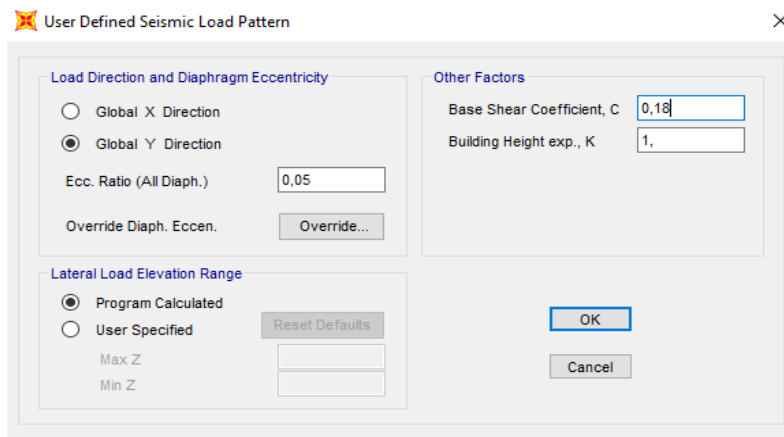 User Defined Seismic Load Pattern
Load Direction and Diaphragm Eccentricity
Global X Direction
Global Y Direction
Ecc. Ratio (All Diaph.) 0,05
Override Diaph. Eccen. Override...
Other Factors
Base Shear Coefficient, C 0,18
Building Height exp., K 1,
Lateral Load Elevation Range
Program Calculated
User Specified Reset Defaults
Max Z
Min Z
OK
Cancel